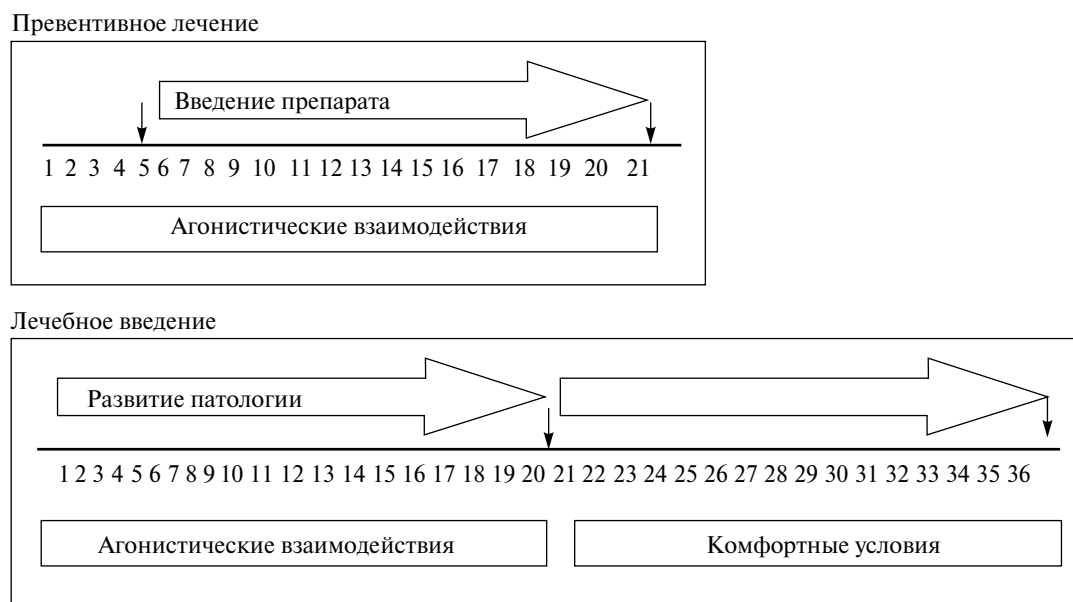 Превентивное лечение
Введение препарата
1 2 3 4 5 6 7 8 9 10 11 12 13 14 15 16 17 18 19 20 21
Агонистические взаимодействия
Лечебное введение
Развитие патологии
1 2 3 4 5 6 7 8 9 10 11 12 13 14 15 16 17 18 19 20 21 22 23 24 25 26 27 28 29 30 31 32 33 34 35 36
Агонистические взаимодействия
Комфортные условия